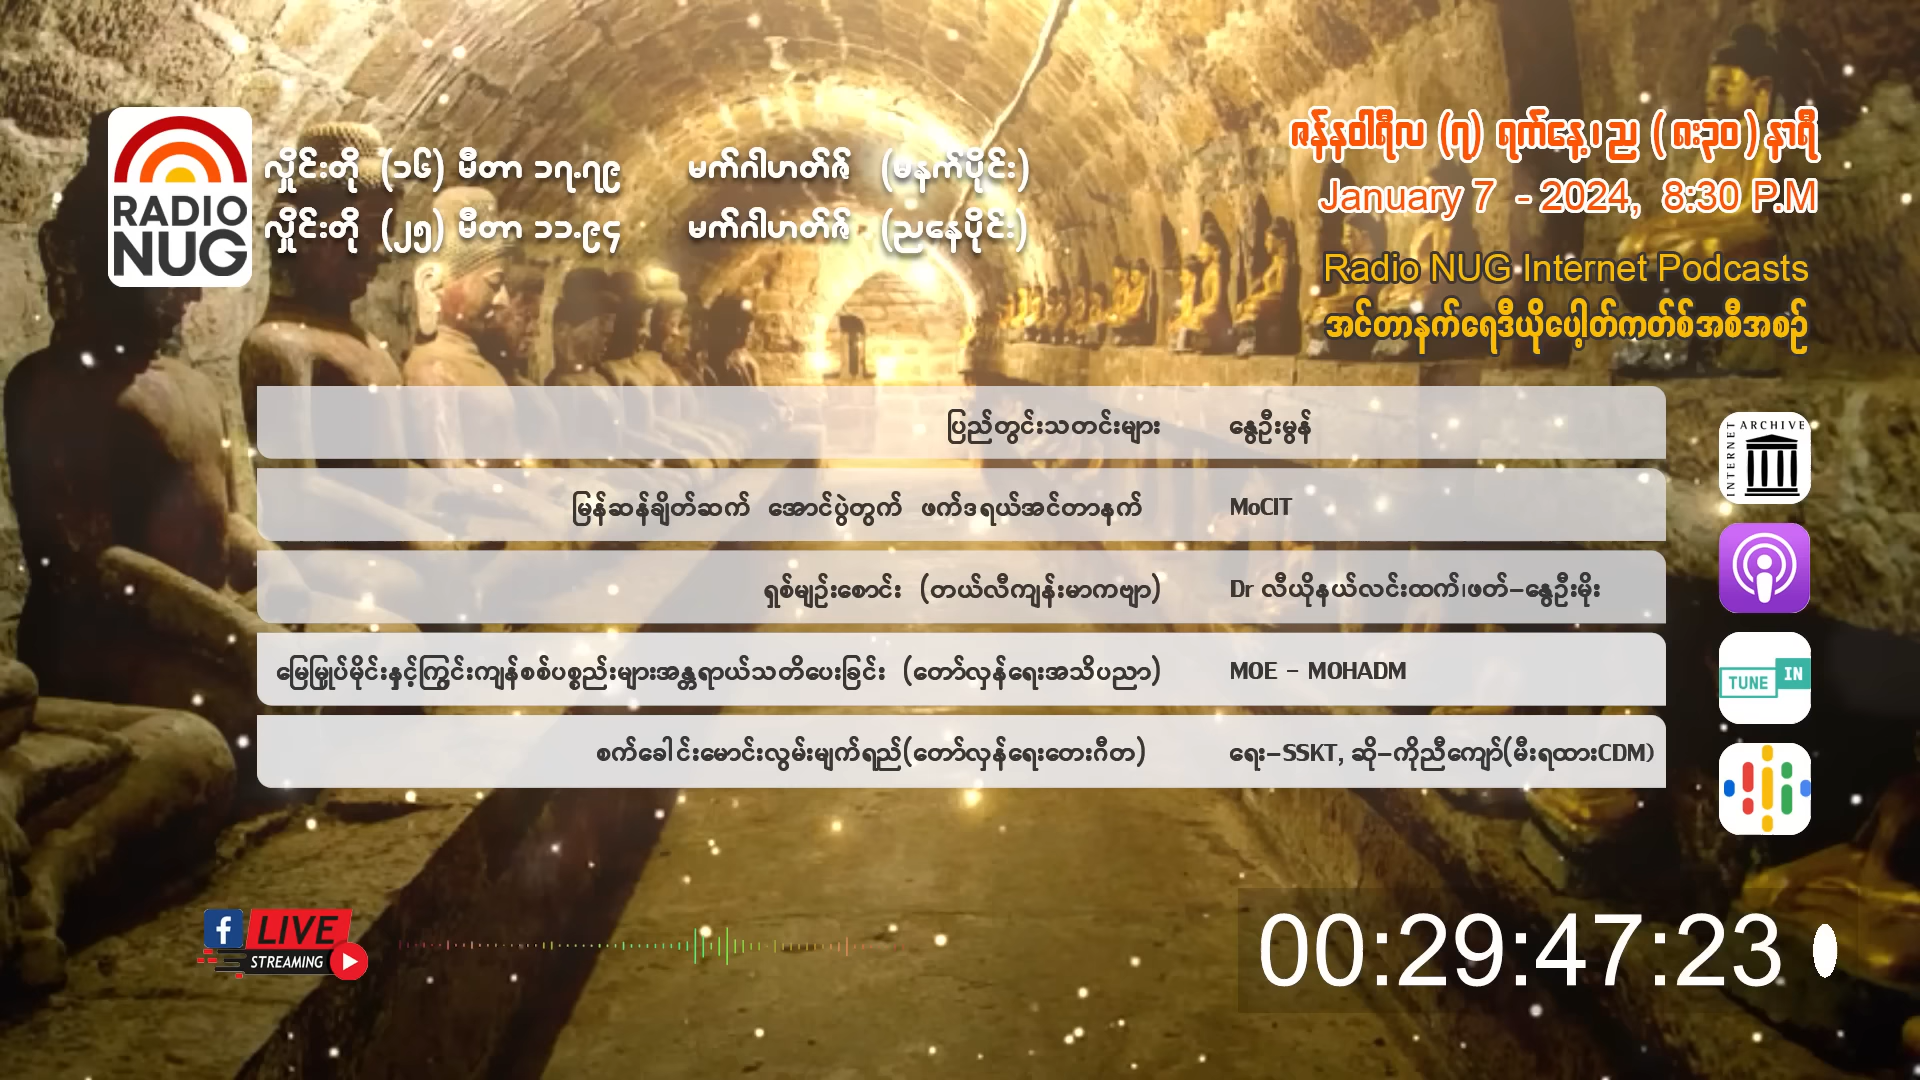 RADIO
NUG
လှိုင်းတို (၁၆) မီတာ ၁၇.၇၉ မက်ဂါဟတ်ဇ် (မနက်ပိုင်း)
လှိုင်းတို (၂၅) မီတာ ၁၁.၉၄ မက်ဂါဟတ်ဇ် (ညနေပိုင်း)
ဇန်နဝါရီလ (၇) ရက်နေ့၊ ည (၈း၃၀) နာရီ
January 7 - 2024, 8:30 P.M
Radio NUG Internet Podcasts
အင်တာနက်ရေဒီယိုပေါ့တ်ကတ်စ်အစီအစဉ်
ပြည်တွင်းသတင်းများ နွေဦးမွန်
မြန်ဆန်ချိတ်ဆက် အောင်ပွဲတွက် ဖက်ဒရယ်အင်တာနက် MoCIT
ရှစ်မျဉ်းစောင်း (တယ်လီကျန်းမာကဗျာ) Dr လီယိုနယ်လင်းထက်၊ဖတ်–နွေဦးမိုး
မြေမြှုပ်မိုင်းနှင့်ကြွင်းကျန်စစ်ပစ္စည်းများအန္တရာယ်သတိပေးခြင်း (တော်လှန်ရေးအသိပညာ) MOE - MOHADM
စက်ခေါင်းမောင်းလွမ်းမျက်ရည်(တော်လှန်ရေးတေးဂီတ) ရေး–SSKT, ဆို–ကိုညီကျော်(မီးရထားCDM)
INTERNET ARCHIVE
TUNE IN
f LIVE
STREAMING
00:29:47:23